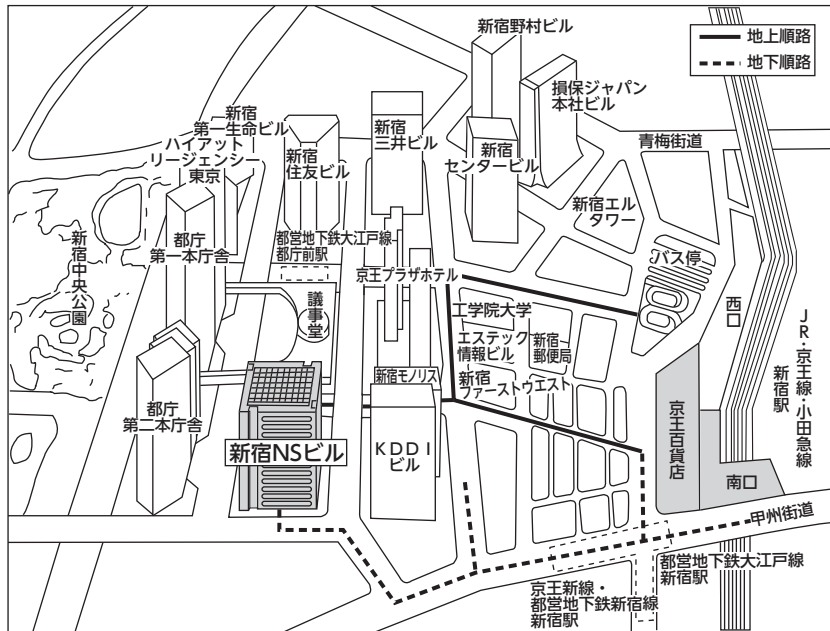 地上順路
地下順路
新宿野村ビル
損保ジャパン
本社ビル
新宿
第一生命ビル
ハイアット
リージェンシー
東京
新宿
住友ビル
新宿
三井ビル
新宿
センタービル
青梅街道
新宿エル
タワー
新宿中央公園
都庁
第一本庁舎
都営地下鉄大江戸線
都庁前駅
京王プラザホテル
バス停
議事堂
工学院大学
エステック
情報ビル
新宿
郵便局
西口
JR・京王線・小田急線
新宿駅
新宿モノリス
新宿
ファーストウエスト
都庁
第二本庁舎
新宿NSビル
KDDI
ビル
京王百貨店
南口
甲州街道
都営地下鉄大江戸線
新宿駅
京王新線・
都営地下鉄新宿線
新宿駅